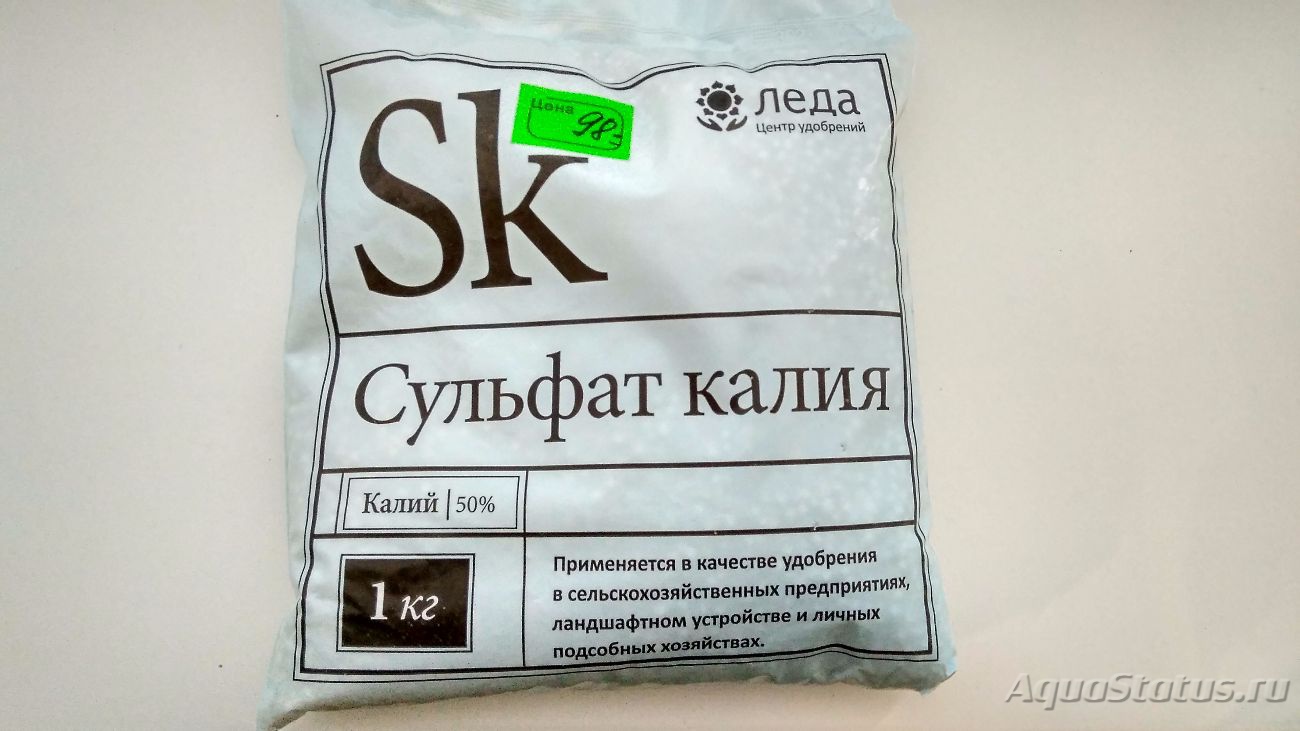 Sk
Цена
98=
леда
Центр удобрений
Сульфат калия
Калий | 50%
1 кг
Применяется в качестве удобрения
в сельскохозяйственных предприятиях,
ландшафтном устройстве и личных
подсобных хозяйствах.
AquaStatus.ru